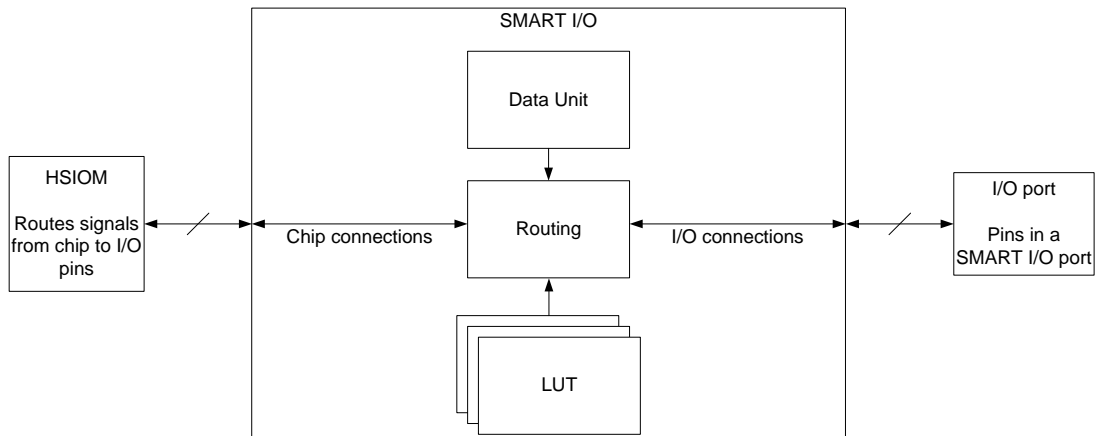 SMART I/O
Data Unit
HSIOM
Routes signals
from chip to I/O
pins
Chip connections
Routing
I/O connections
I/O port
Pins in a
SMART I/O port
LUT